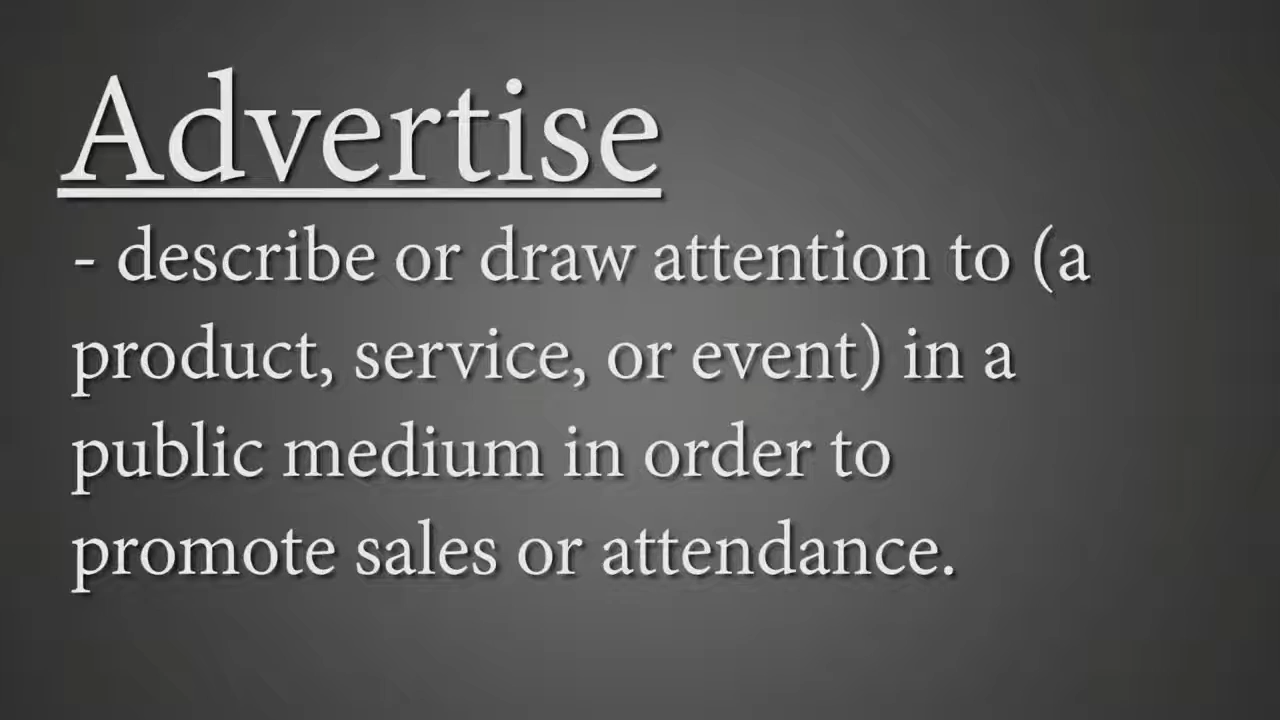 Advertise
- describe or draw attention to (a
product, service, or event) in a
public medium in order to
promote sales or attendance.